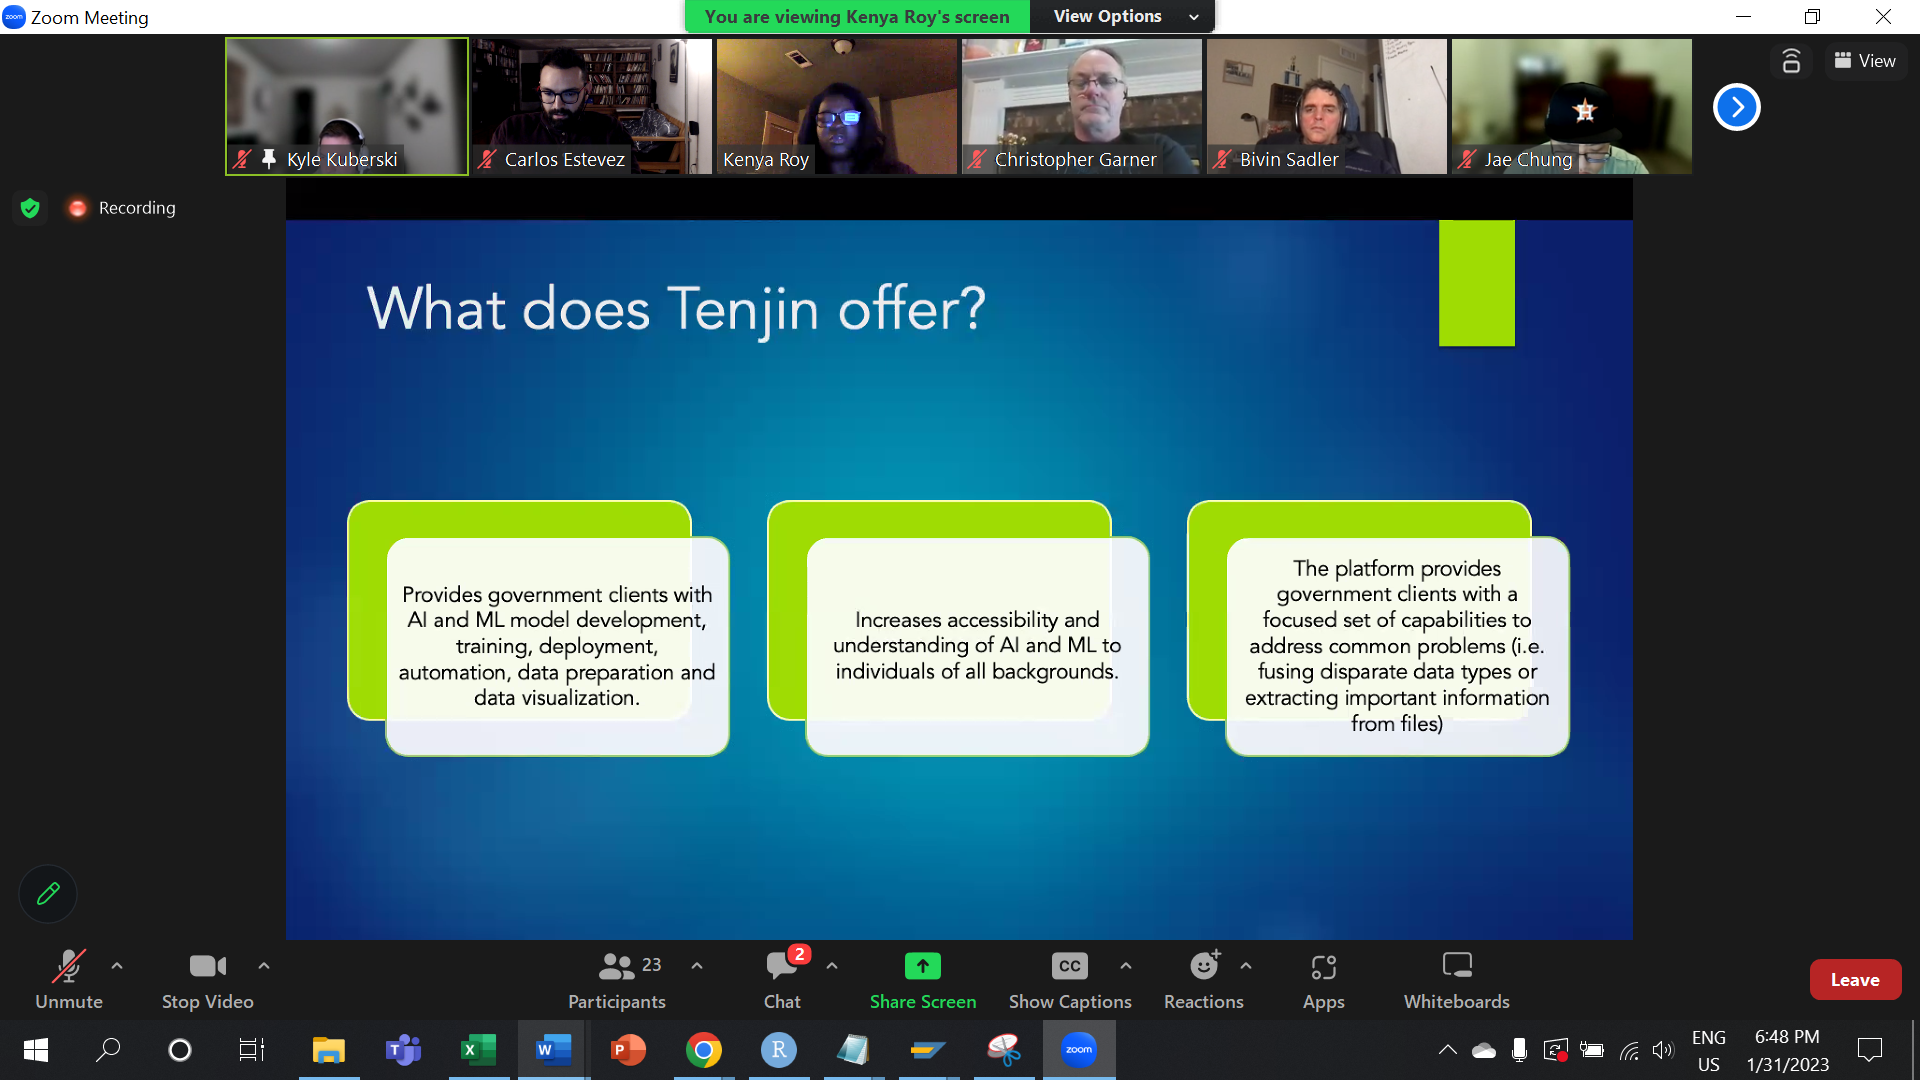 zoom Zoom Meeting
You are viewing Kenya Roy's screen
View Options
View
Kyle Kuberski
Carlos Estevez
Kenya Roy
Christopher Garner
Bivin Sadler
Jae Chung
Recording
What does Tenjin offer?
Provides government clients with
AI and ML model development,
training, deployment,
automation, data preparation and
data visualization.
Increases accessibility and
understanding of AI and ML to
individuals of all backgrounds.
The platform provides
government clients with a
focused set of capabilities to
address common problems (i.e.
fusing disparate data types or
extracting important information
from files)
Unmute
Stop Video
23
Participants
2
Chat
Share Screen
CC
Show Captions
Reactions
Apps
Whiteboards
Leave
zoom
ENG
US
6:48 PM
1/31/2023